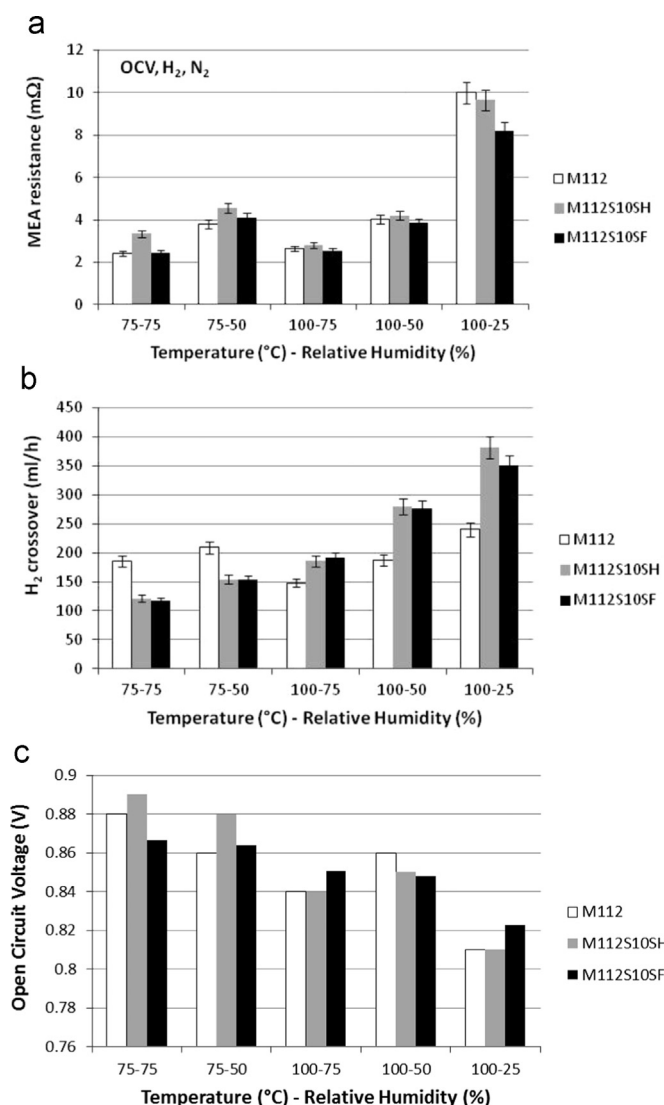 a
MEA resistance (mΩ)
12
10
8
6
4
2
0
OCV, H₂, N₂
75-75 75-50 100-75 100-50 100-25
Temperature (°C) - Relative Humidity (%)
M112
M112S10SH
M112S10SF
b
H₂ crossover (ml/h)
450
400
350
300
250
200
150
100
50
0
75-75 75-50 100-75 100-50 100-25
Temperature (°C) - Relative Humidity (%)
M112
M112S10SH
M112S10SF
c
Open Circuit Voltage (V)
0.9
0.88
0.86
0.84
0.82
0.8
0.78
0.76
75-75 75-50 100-75 100-50 100-25
Temperature (°C) - Relative Humidity (%)
M112
M112S10SH
M112S10SF